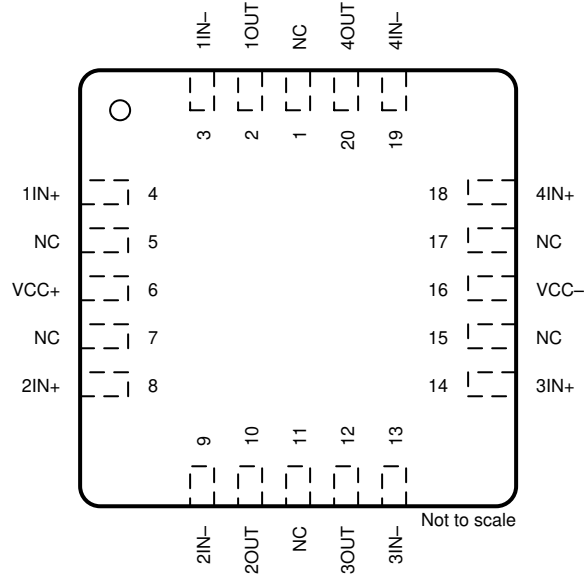 1IN–
1OUT
NC
4OUT
4IN–
3
2
1
20
19
1IN+
4
18
4IN+
NC
5
17
NC
VCC+
6
16
VCC–
NC
7
15
NC
2IN+
8
14
3IN+
9
10
11
12
13
2IN–
2OUT
NC
3OUT
3IN–
Not to scale